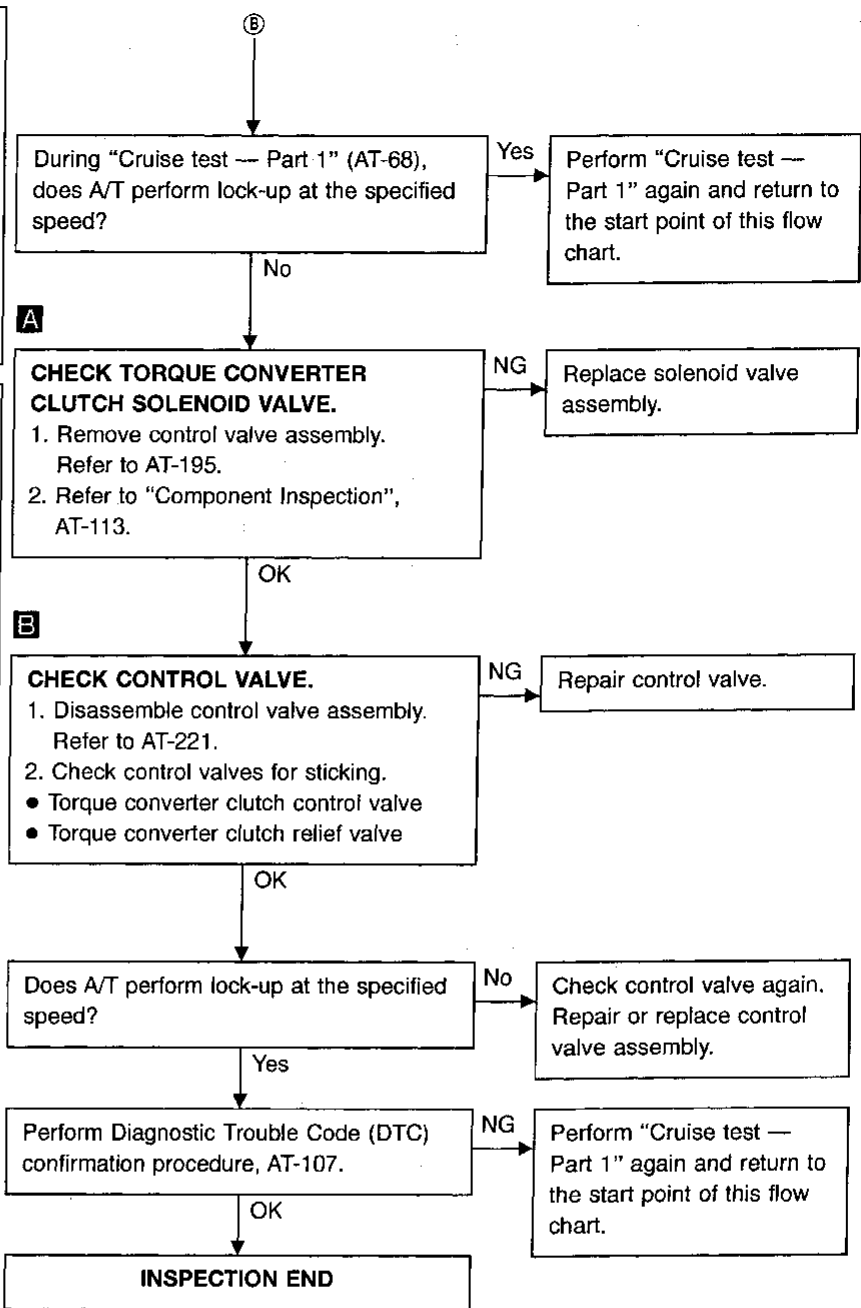 Ⓑ
During “Cruise test — Part 1” (AT-68),
does A/T perform lock-up at the specified
speed?
Yes
Perform “Cruise test —
Part 1” again and return to
the start point of this flow
chart.
No
A
CHECK TORQUE CONVERTER
CLUTCH SOLENOID VALVE.
1. Remove control valve assembly.
Refer to AT-195.
2. Refer to “Component Inspection”,
AT-113.
NG
Replace solenoid valve
assembly.
OK
B
CHECK CONTROL VALVE.
1. Disassemble control valve assembly.
Refer to AT-221.
2. Check control valves for sticking.
● Torque converter clutch control valve
● Torque converter clutch relief valve
NG
Repair control valve.
OK
Does A/T perform lock-up at the specified
speed?
No
Check control valve again.
Repair or replace control
valve assembly.
Yes
Perform Diagnostic Trouble Code (DTC)
confirmation procedure, AT-107.
NG
Perform “Cruise test —
Part 1” again and return to
the start point of this flow
chart.
OK
INSPECTION END